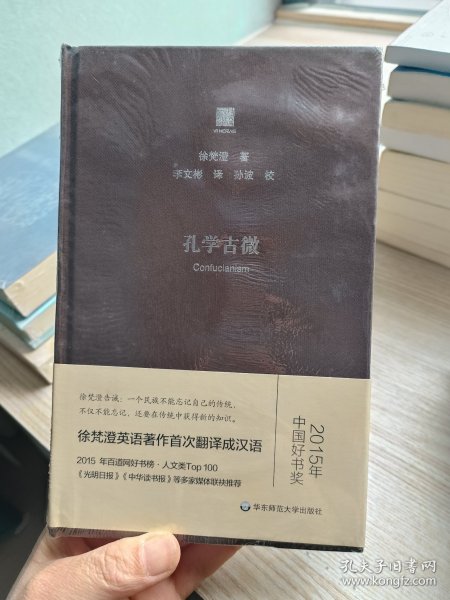 VI HORAE
徐梵澄 著
李文彬 译 孙波 校
孔学古微
Confucianism
徐梵澄告诫：一个民族不能忘记自己的传统，
不仅不能忘记，还要在传统中获得新的知识。
徐梵澄英语著作首次翻译成汉语
2015 年百道网好书榜·人文类Top 100
《光明日报》《中华读书报》等多家媒体联袂推荐
2015年
中国好书奖
华东师范大学出版社
孔夫子旧书网
www.kongfz.com